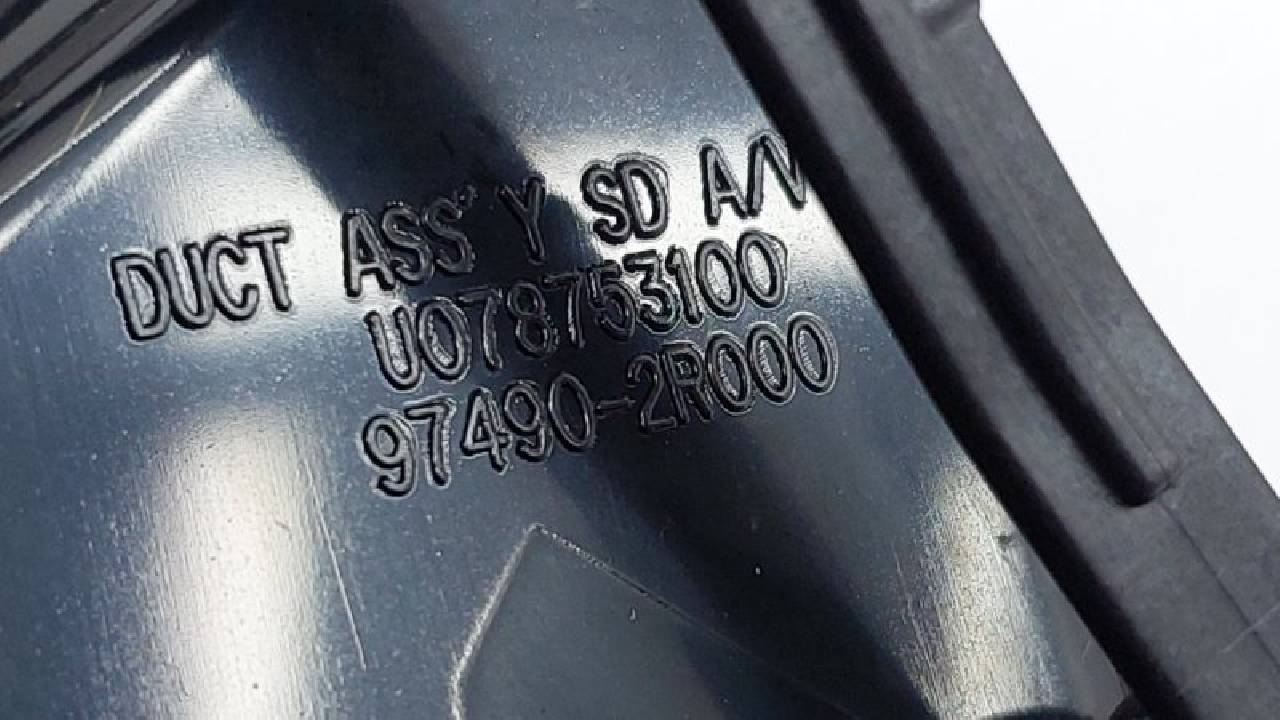 DUCT ASS'Y SD A/V
U078753100
97490-2R000